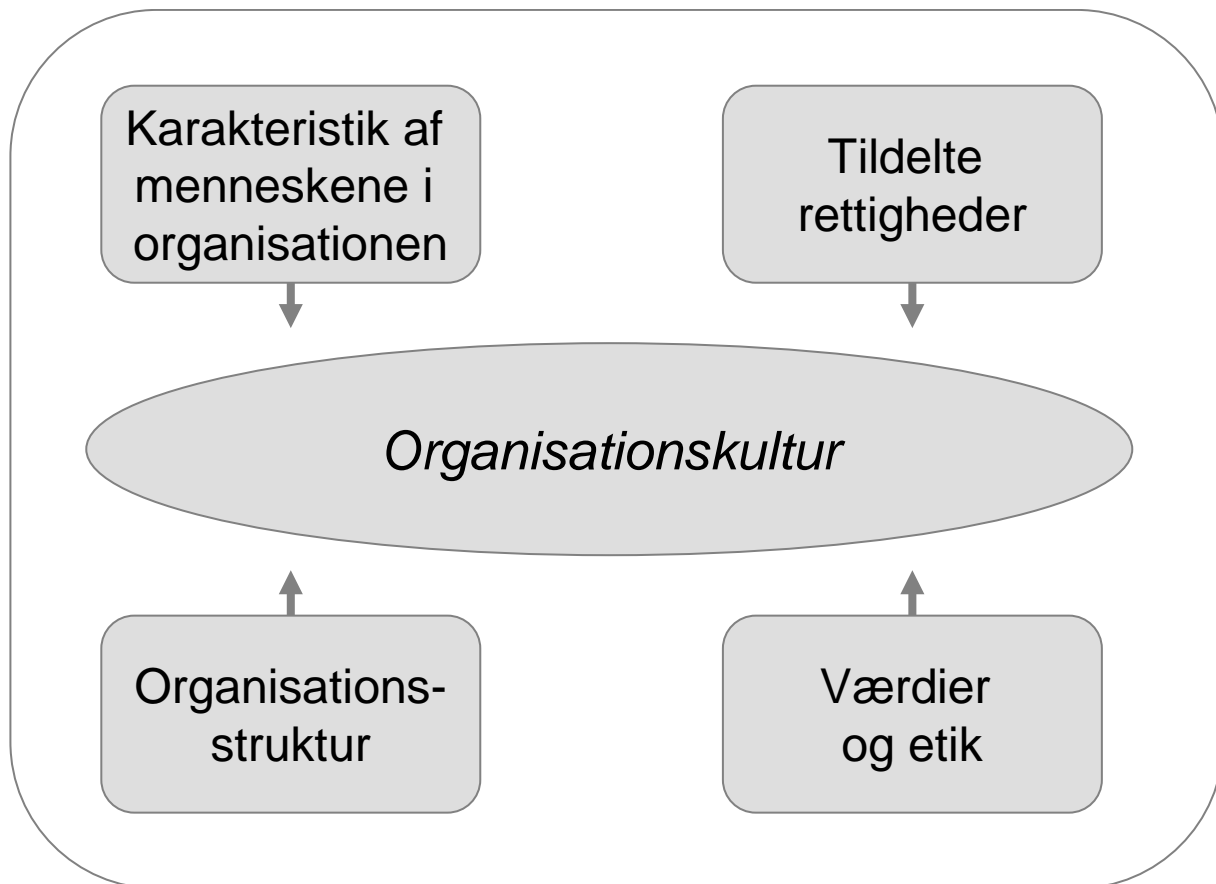 Karakteristik af
menneskene i
organisationen
Tildelte
rettigheder
Organisationskultur
Organisations-
struktur
Værdier
og etik